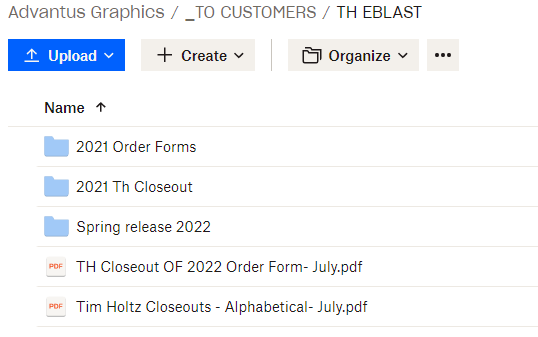 Advantus Graphics / _TO CUSTOMERS / TH EBLAST
Upload Create Organize
Name
2021 Order Forms
2021 Th Closeout
Spring release 2022
PDF TH Closeout OF 2022 Order Form- July.pdf
PDF Tim Holtz Closeouts - Alphabetical- July.pdf